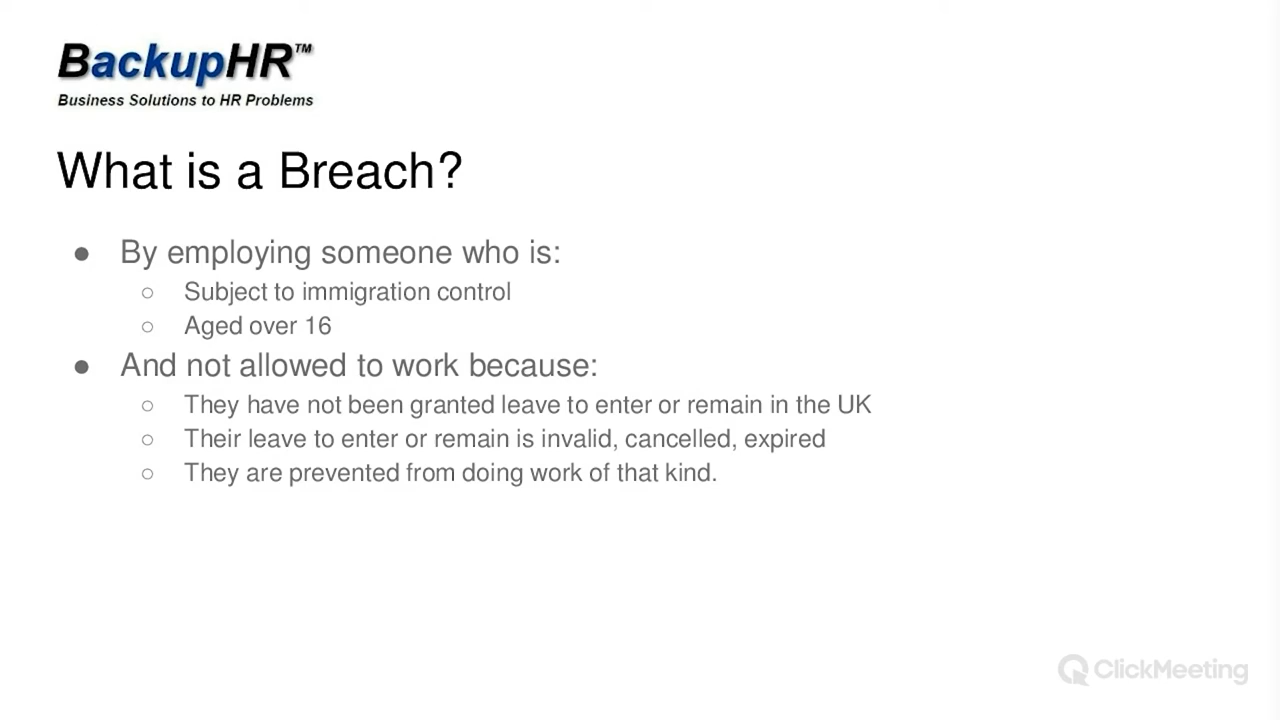 BackupHR™
Business Solutions to HR Problems
What is a Breach?
● By employing someone who is:
○ Subject to immigration control
○ Aged over 16
● And not allowed to work because:
○ They have not been granted leave to enter or remain in the UK
○ Their leave to enter or remain is invalid, cancelled, expired
○ They are prevented from doing work of that kind.
ClickMeeting